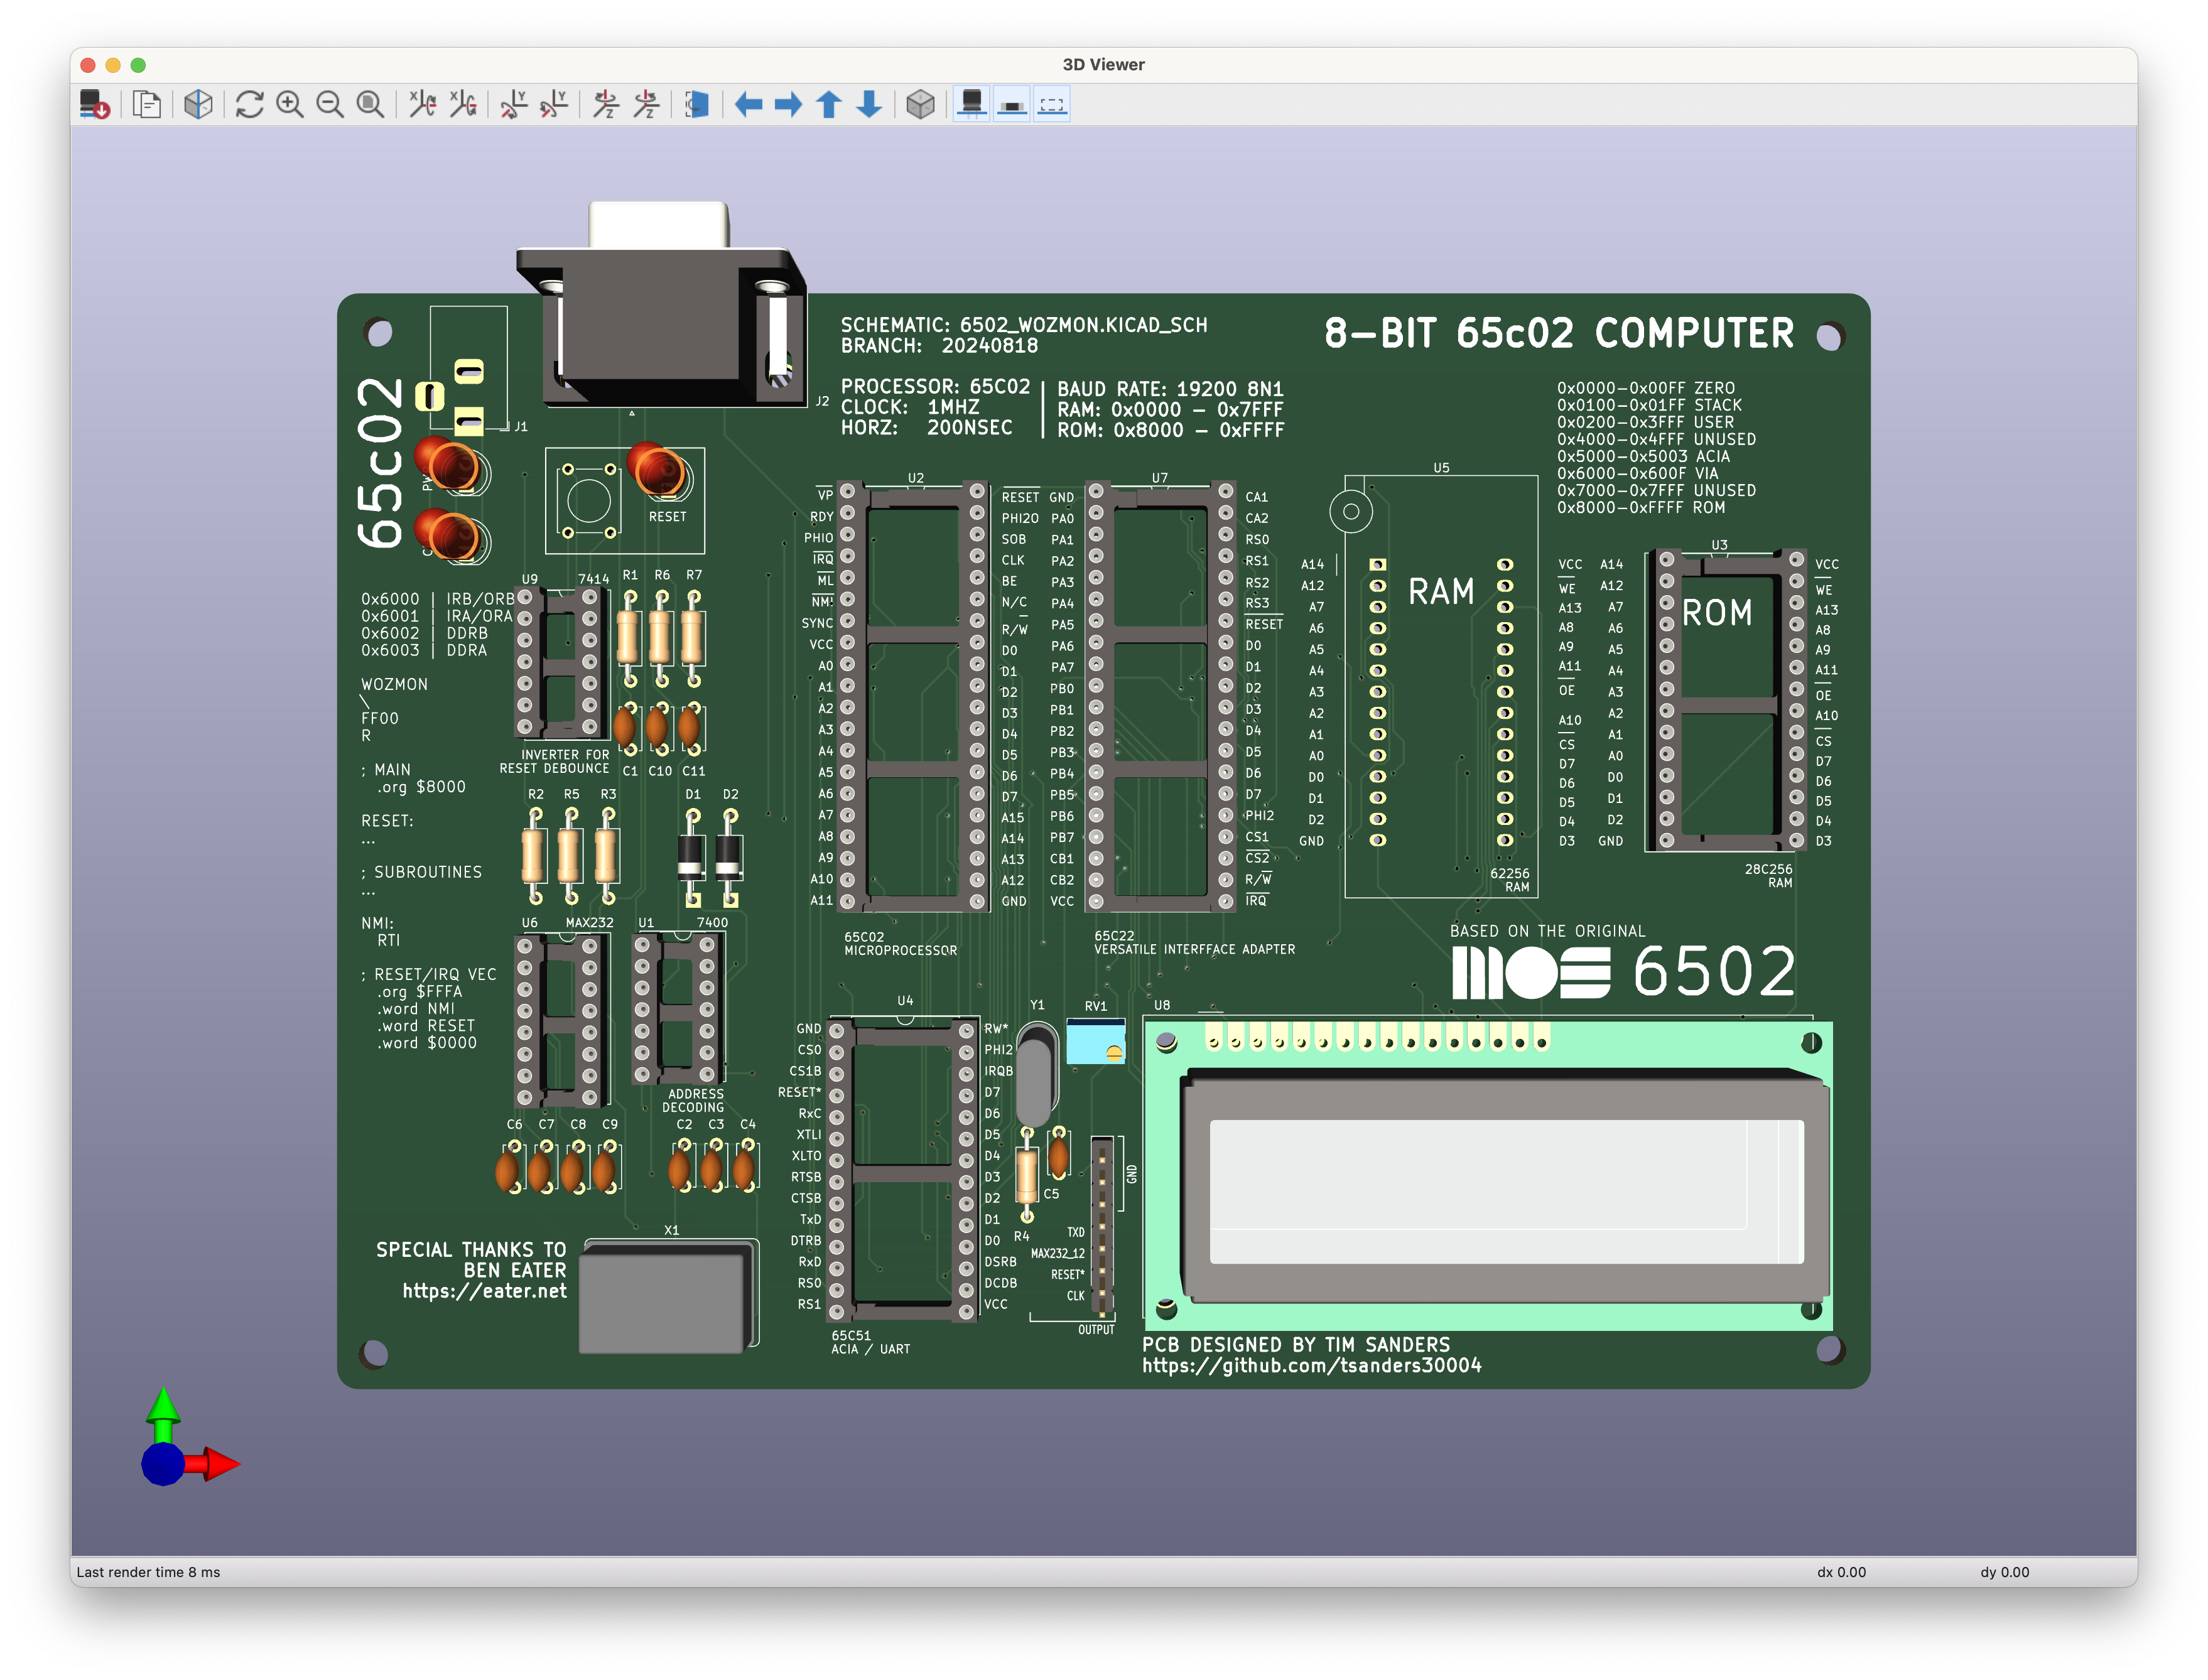 3D Viewer
SCHEMATIC: 6502_WOZMON.KICAD_SCH
BRANCH: 20240818
8-BIT 65c02 COMPUTER
PROCESSOR: 65C02
CLOCK: 1MHZ
HORZ: 200NSEC
BAUD RATE: 19200 8N1
RAM: 0x0000 - 0x7FFF
ROM: 0x8000 - 0xFFFF
0x0000-0x00FF ZERO
0x0100-0x01FF STACK
0x0200-0x3FFF USER
0x4000-0x4FFF UNUSED
0x5000-0x5003 ACIA
0x6000-0x600F VIA
0x7000-0x7FFF UNUSED
0x8000-0xFFFF ROM
65c02
J1
J2
RESET
0x6000 | IRB/ORB
0x6001 | IRA/ORA
0x6002 | DDRB
0x6003 | DDRA
WOZMON
\
FF00
R
; MAIN
.org $8000
RESET:
...
; SUBROUTINES
...
NMI:
RTI
; RESET/IRQ VEC
.org $FFFA
.word NMI
.word RESET
.word $0000
U9 7414
R1 R6 R7
INVERTER FOR
RESET DEBOUNCE
C1 C10 C11
R2 R5 R3
D1 D2
U6 MAX232
U1 7400
ADDRESS
DECODING
C6 C7 C8 C9
C2 C3 C4
X1
SPECIAL THANKS TO
BEN EATER
https://eater.net
U2
VP
RDY
PHIO
IRQ
ML
SYNC
VCC
A0
A1
A2
A3
A4
A5
A6
A7
A8
A9
A10
A11
RESET
PHI2O
SOB
CLK
BE
N/C
R/W
D0
D1
D2
D3
D4
D5
D6
D7
A15
A14
A13
A12
GND
65C02
MICROPROCESSOR
U7
GND
PA0
PA1
PA2
PA3
PA4
PA5
PA6
PA7
PB0
PB1
PB2
PB3
PB4
PB5
PB6
PB7
CB1
CB2
VCC
CA1
CA2
RS0
RS1
RS2
RS3
RESET
D0
D1
D2
D3
D4
D5
D6
D7
PHI2
CS1
CS2
R/W
IRQ
65C22
VERSATILE INTERFFACE ADAPTER
U5
RAM
A14
A12
A7
A6
A5
A4
A3
A2
A1
A0
D0
D1
D2
GND
VCC
WE
A13
A8
A9
A11
OE
A10
CS
D7
D6
D5
D4
D3
62256
RAM
U3
ROM
A14
A12
A7
A6
A5
A4
A3
A2
A1
A0
D0
D1
D2
GND
VCC
WE
A13
A8
A9
A11
OE
A10
CS
D7
D6
D5
D4
D3
28C256
RAM
BASED ON THE ORIGINAL
MOS 6502
U4
GND
CS0
CS1B
RESET*
RxC
XTLI
XLTO
RTSB
CTSB
TxD
DTRB
RxD
RS0
RS1
RW*
PHI2
IRQB
D7
D6
D5
D4
D3
D2
D1
D0
DSRB
DCDB
VCC
65C51
ACIA / UART
Y1
RV1
U8
C5
R4
GND
TXD
MAX232_12
RESET*
CLK
OUTPUT
PCB DESIGNED BY TIM SANDERS
https://github.com/tsanders30004
Last render time 8 ms
dx 0.00
dy 0.00